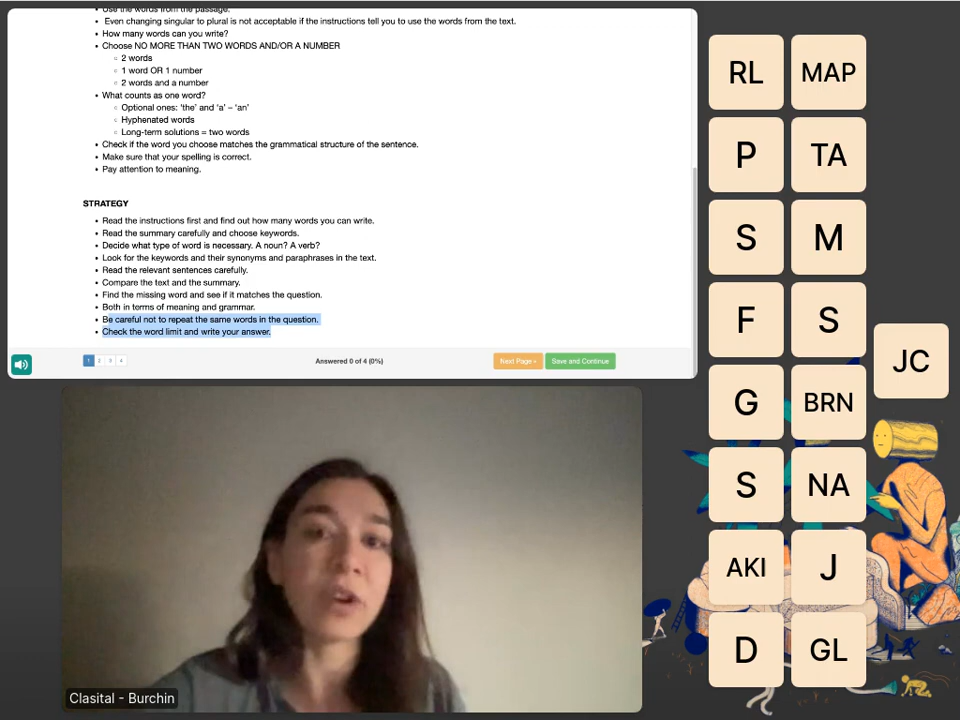 Use the words from the passage.
Even changing singular to plural is not acceptable if the instructions tell you to use the words from the text.
How many words can you write?
Choose NO MORE THAN TWO WORDS AND/OR A NUMBER
2 words
1 word OR 1 number
2 words and a number
What counts as one word?
Optional ones: 'the' and 'a' – 'an'
Hyphenated words
Long-term solutions = two words
Check if the word you choose matches the grammatical structure of the sentence.
Make sure that your spelling is correct.
Pay attention to meaning.
STRATEGY
Read the instructions first and find out how many words you can write.
Read the summary carefully and choose keywords.
Decide what type of word is necessary. A noun? A verb?
Look for the keywords and their synonyms and paraphrases in the text.
Read the relevant sentences carefully.
Compare the text and the summary.
Find the missing word and see if it matches the question.
Both in terms of meaning and grammar.
Be careful not to repeat the same words in the question.
Check the word limit and write your answer.
1 2 3 4
Answered 0 of 4 (0%)
Next Page »
Save and Continue
Clasital - Burchin
RL MAP
P TA
S M
F S
JC
G BRN
S NA
AKI J
D GL